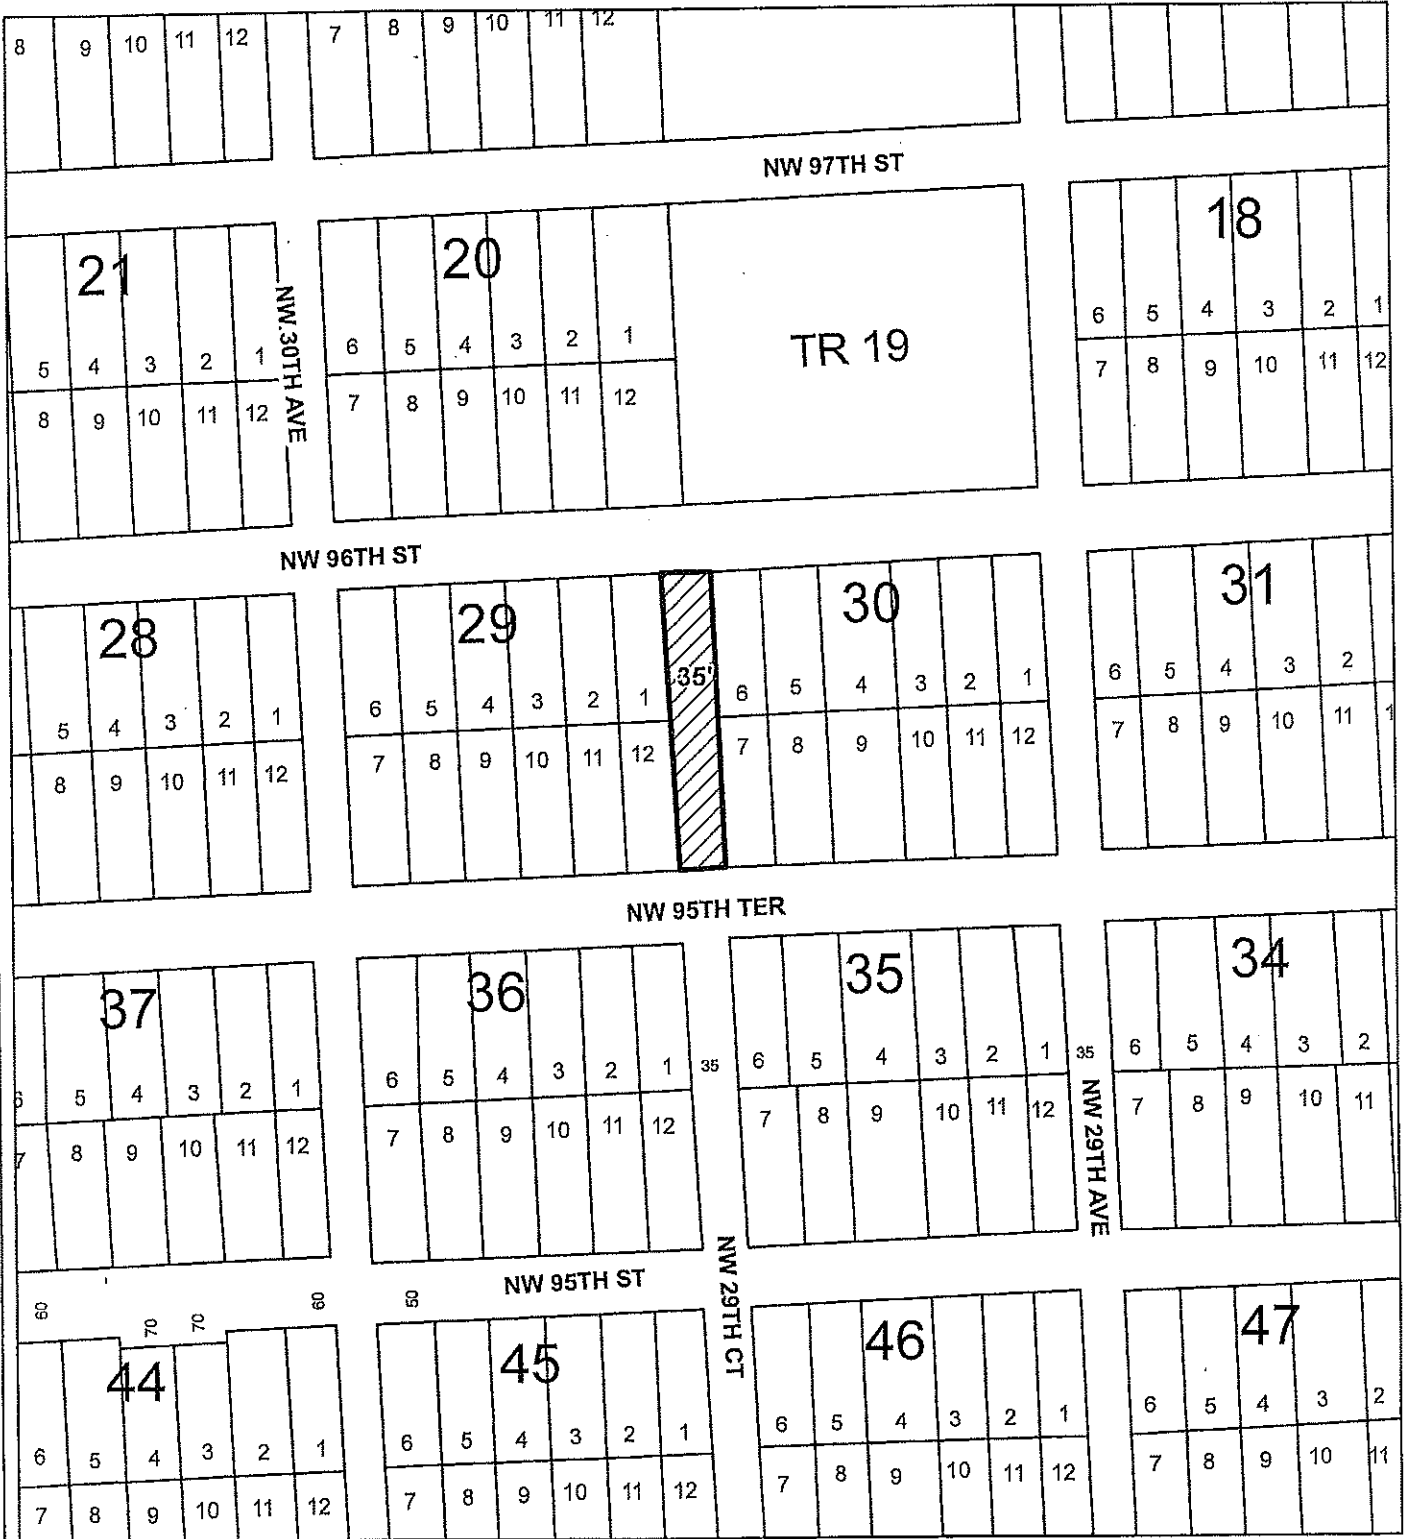 8 9 10 11 12 7 8 9 10 11 12
NW 97TH ST
21 20 18
NW.30TH AVE
5 4 3 2 1 6 5 4 3 2 1 TR 19 6 5 4 3 2 1
8 9 10 11 12 7 8 9 10 11 12 7 8 9 10 11 12
NW 96TH ST
28 29 30 31
35'
5 4 3 2 1 6 5 4 3 2 1 6 5 4 3 2 1 6 5 4 3 2
8 9 10 11 12 7 8 9 10 11 12 7 8 9 10 11 12 7 8 9 10 11 1
NW 95TH TER
37 36 35 34
6 5 4 3 2 1 6 5 4 3 2 1 35 6 5 4 3 2 1 35 6 5 4 3 2
7 8 9 10 11 12 7 8 9 10 11 12 7 8 9 10 11 12 7 8 9 10 11
NW 29TH AVE
NW 95TH ST
NW 29TH CT
60 70 70 60 50
44 45 46 47
6 5 4 3 2 1 6 5 4 3 2 1 6 5 4 3 2 1 6 5 4 3 2
7 8 9 10 11 12 7 8 9 10 11 12 7 8 9 10 11 12 7 8 9 10 11